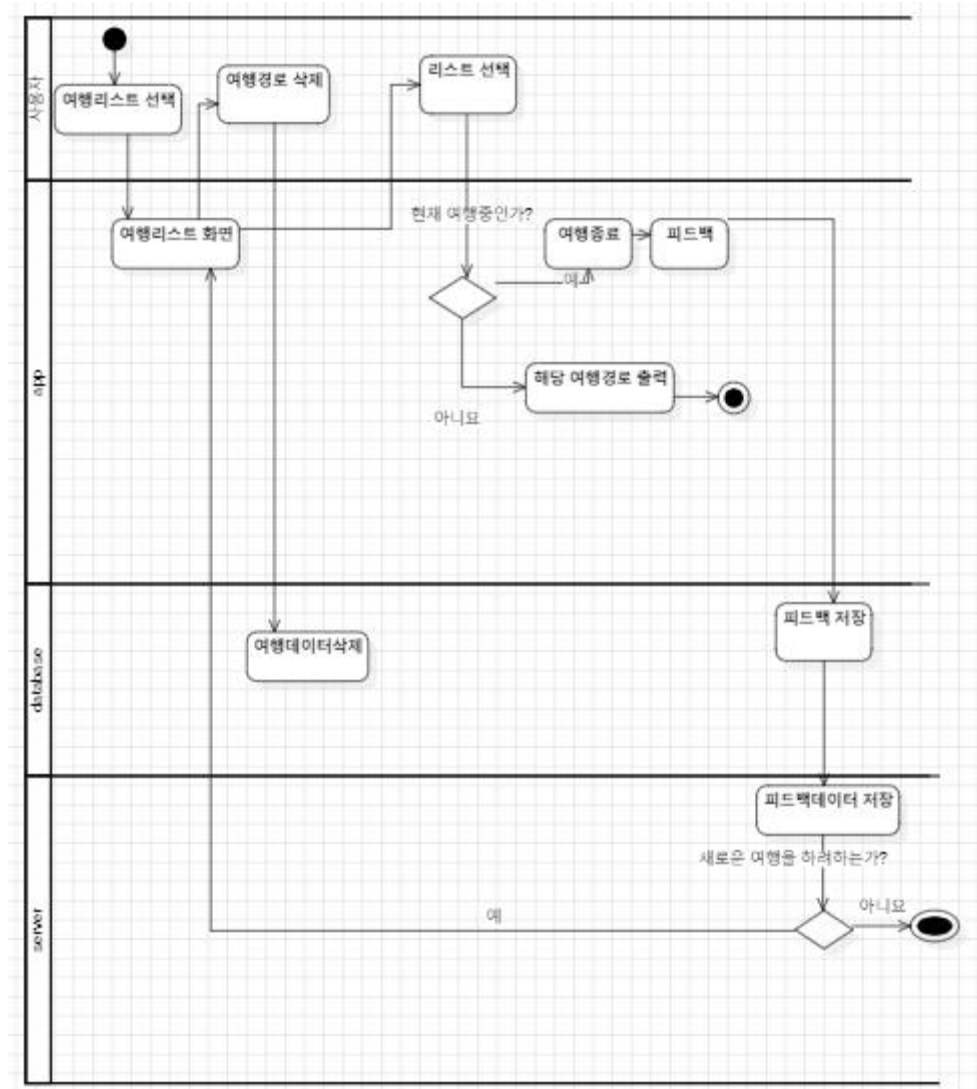 사용자
여행리스트 선택
여행경로 삭제
리스트 선택
app
여행리스트 화면
현재 여행중인가?
여행종료
피드백
예
해당 여행경로 출력
아니요
database
여행데이터삭제
피드백 저장
server
피드백데이터 저장
새로운 여행을 하려하는가?
예
아니요